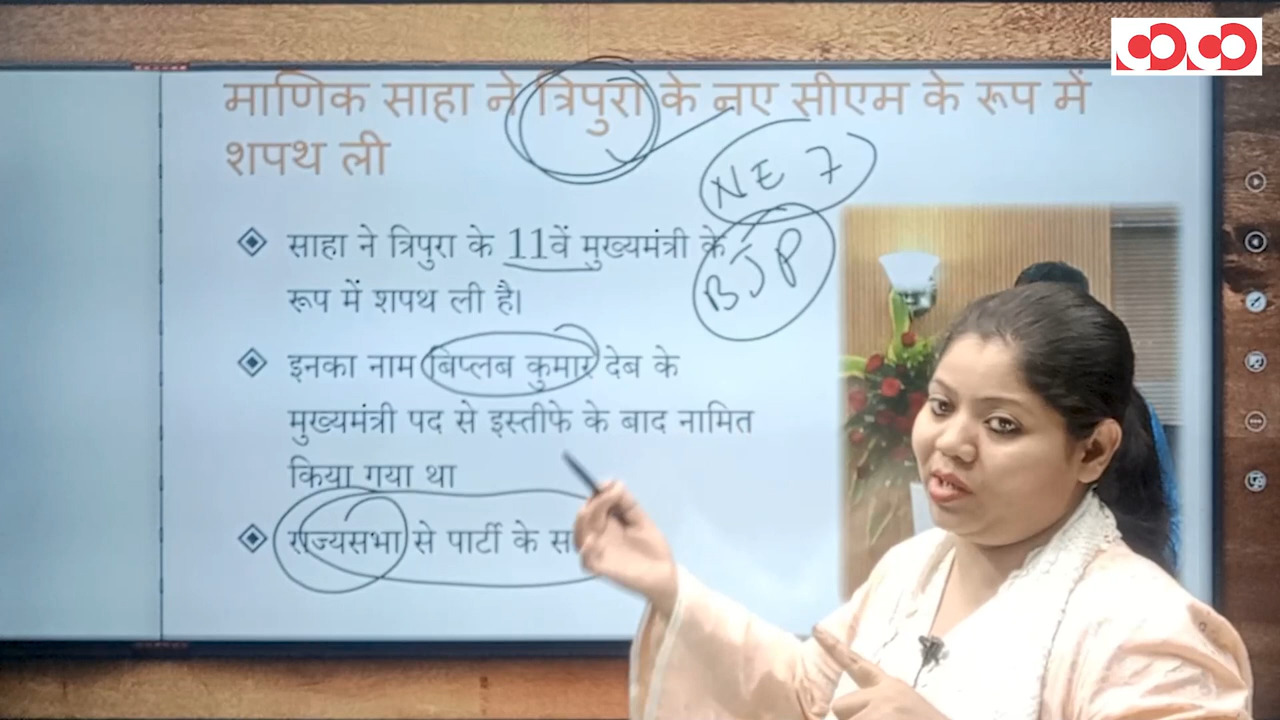 माणिक साहा ने त्रिपुरा के नए सीएम के रूप में
शपथ ली
NE 7
BJP
साहा ने त्रिपुरा के 11वें मुख्यमंत्री के
रूप में शपथ ली है।
इनका नाम बिप्लब कुमार देब के
मुख्यमंत्री पद से इस्तीफे के बाद नामित
किया गया था
राज्यसभा से पार्टी के